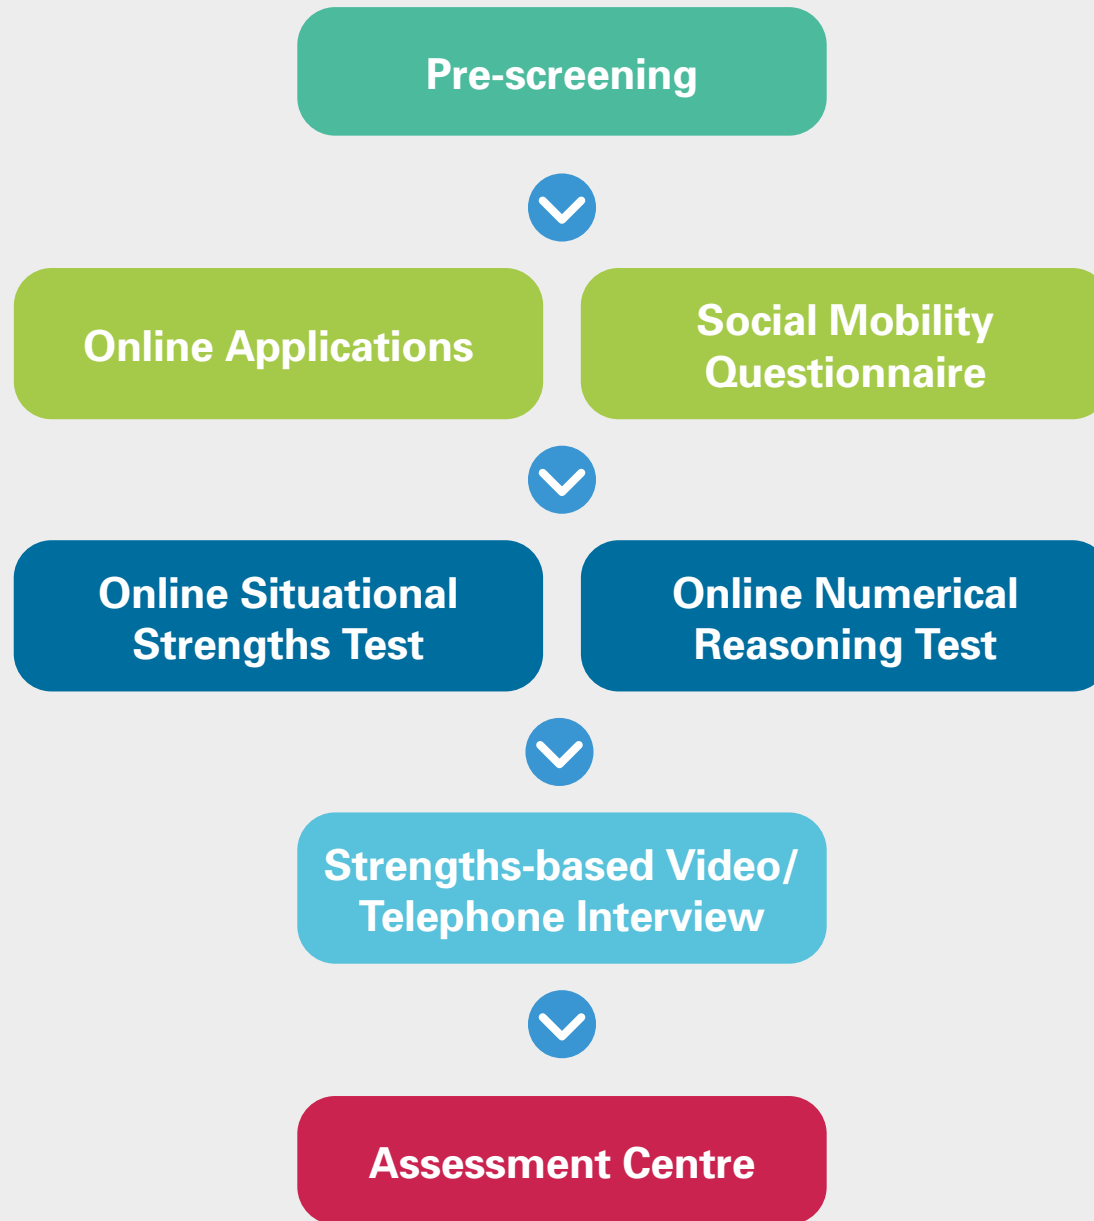 Pre-screening
Online Applications
Social Mobility
Questionnaire
Online Situational
Strengths Test
Online Numerical
Reasoning Test
Strengths-based Video/
Telephone Interview
Assessment Centre